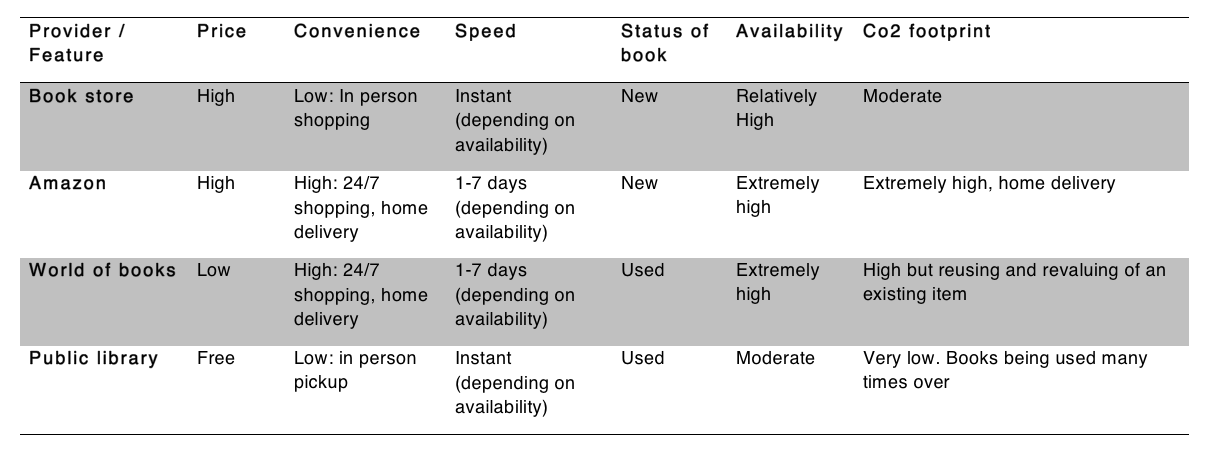 Provider / Feature | Price | Convenience | Speed | Status of book | Availability | Co2 footprint
Book store | High | Low: In person shopping | Instant (depending on availability) | New | Relatively High | Moderate
Amazon | High | High: 24/7 shopping, home delivery | 1-7 days (depending on availability) | New | Extremely high | Extremely high, home delivery
World of books | Low | High: 24/7 shopping, home delivery | 1-7 days (depending on availability) | Used | Extremely high | High but reusing and revaluing of an existing item
Public library | Free | Low: in person pickup | Instant (depending on availability) | Used | Moderate | Very low. Books being used many times over